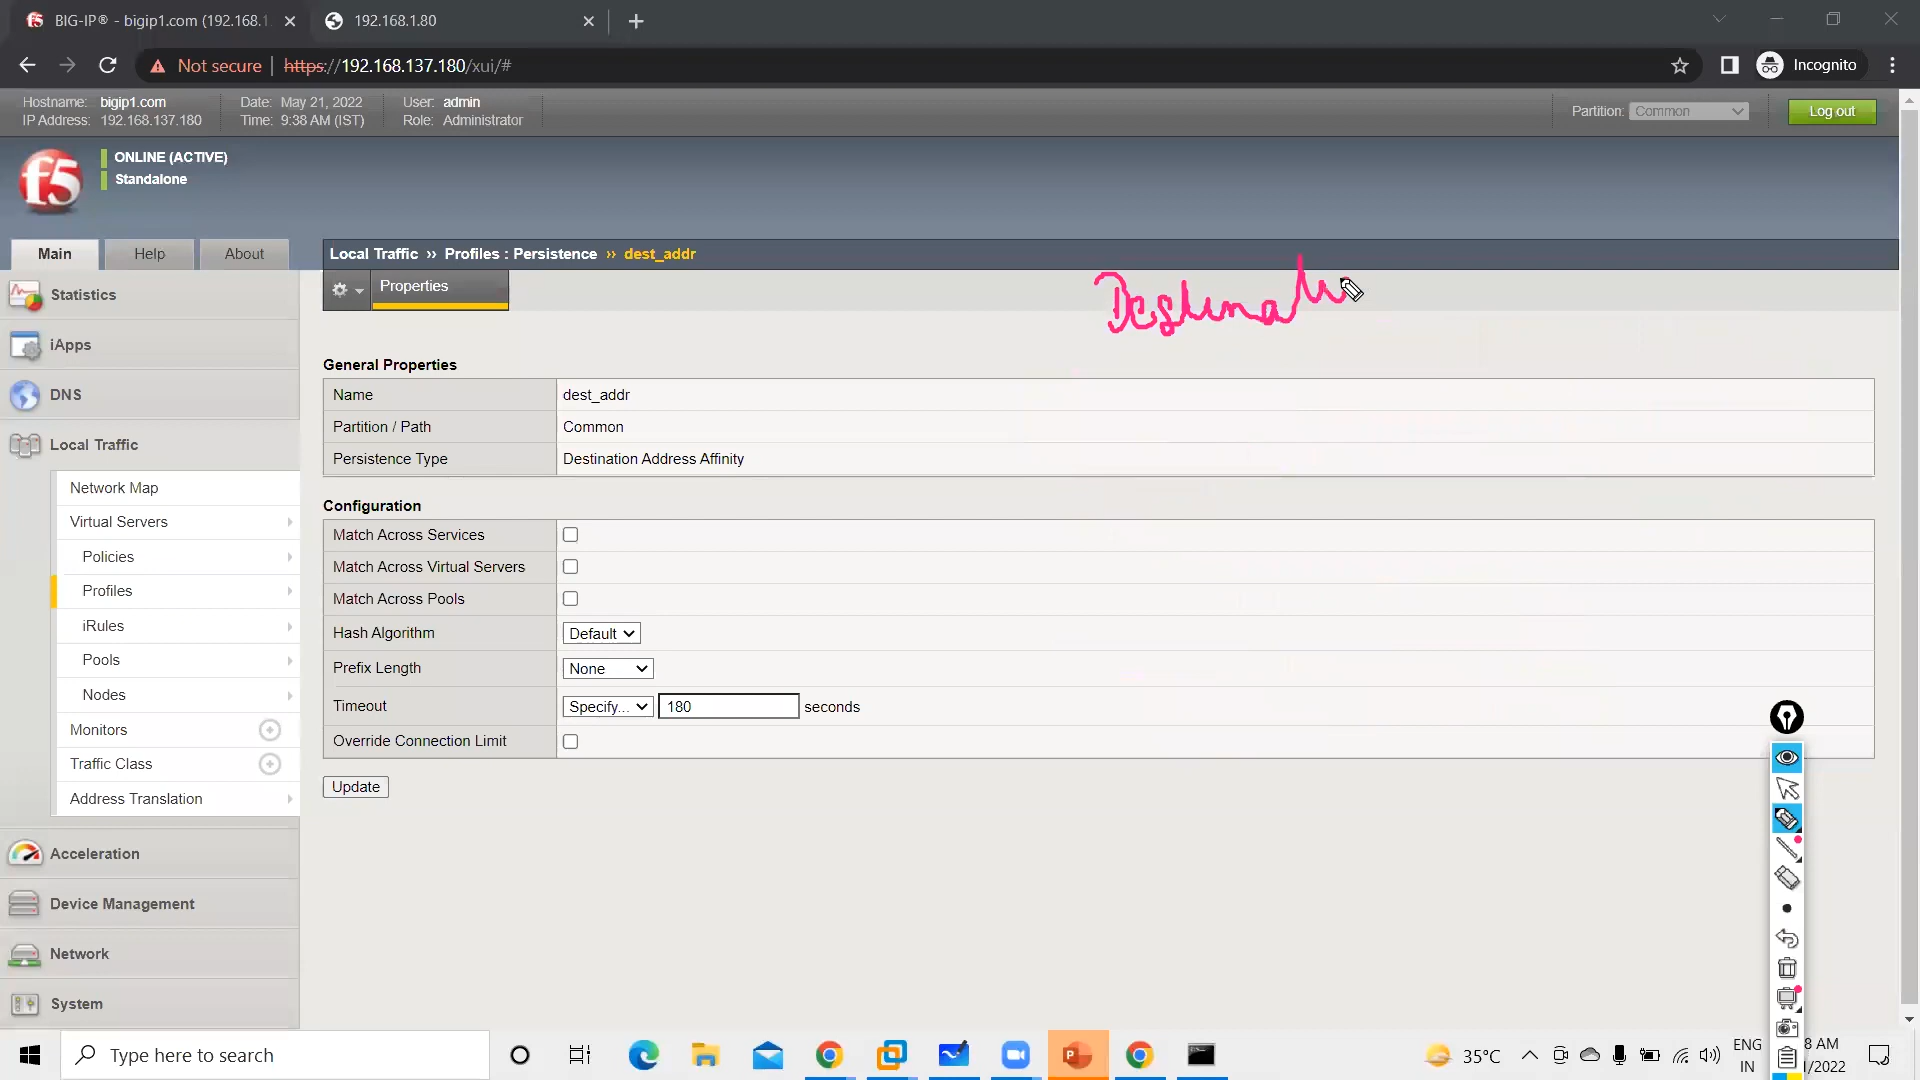 BIG-IP® - bigip1.com (192.168.1
192.168.1.80
Not secure https://192.168.137.180/xui/#
Incognito
Hostname: bigip1.com Date: May 21, 2022 User: admin
IP Address: 192.168.137.180 Time: 9:38 AM (IST) Role: Administrator
Partition: Common Log out
f5 ONLINE (ACTIVE)
Standalone
Main Help About
Local Traffic ›› Profiles : Persistence ›› dest_addr
Properties
Statistics
iApps
DNS
Local Traffic
Network Map
Virtual Servers
Policies
Profiles
iRules
Pools
Nodes
Monitors
Traffic Class
Address Translation
Acceleration
Device Management
Network
System
General Properties
Name dest_addr
Partition / Path Common
Persistence Type Destination Address Affinity
Configuration
Match Across Services
Match Across Virtual Servers
Match Across Pools
Hash Algorithm Default
Prefix Length None
Timeout Specify... 180 seconds
Override Connection Limit
Update
Type here to search
35°C
ENG
IN
8 AM
/2022